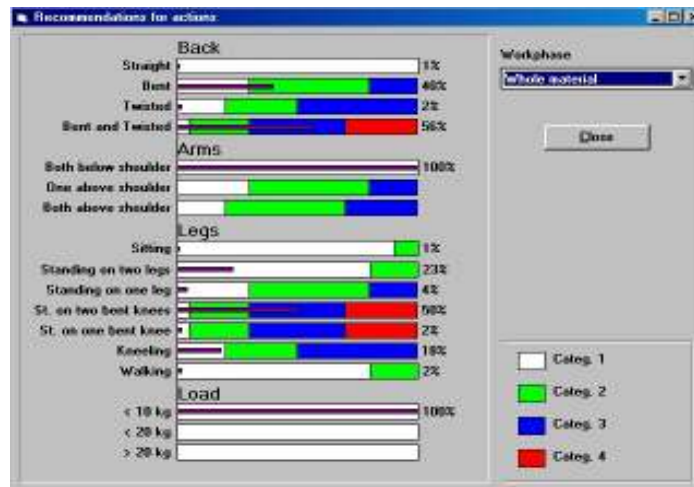 Recommendations for actions
Back
Straight 1%
Bent 40%
Twisted 2%
Bent and Twisted 56%
Arms
Both below shoulder 100%
One above shoulder
Both above shoulder
Legs
Sitting 1%
Standing on two legs 23%
Standing on one leg 4%
St. on two bent knees 50%
St. on one bent knee 2%
Kneeling 18%
Walking 2%
Load
< 10 kg 100%
< 20 kg
> 20 kg
Workphase
Whole material
Close
Categ. 1
Categ. 2
Categ. 3
Categ. 4